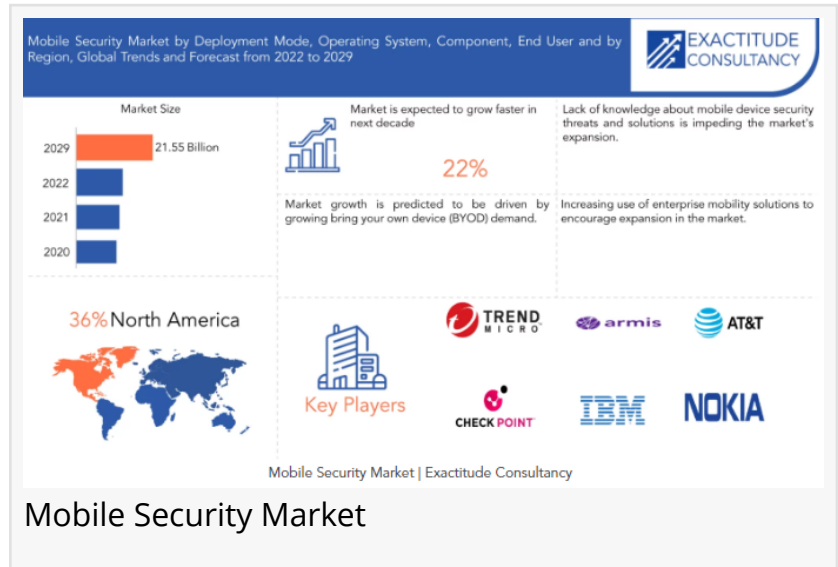 Mobile Security Market by Deployment Mode, Operating System, Component, End User and by
Region, Global Trends and Forecast from 2022 to 2029
EXACTITUDE
CONSULTANCY
Market Size
2029
21.55 Billion
2022
2021
2020
Market is expected to grow faster in
next decade
22%
Lack of knowledge about mobile device security
threats and solutions is impeding the market's
expansion.
Market growth is predicted to be driven by
growing bring your own device (BYOD) demand.
Increasing use of enterprise mobility solutions to
encourage expansion in the market.
36% North America
Key Players
TREND
MICRO
armis
AT&T
CHECK POINT
IBM
NOKIA
Mobile Security Market | Exactitude Consultancy
Mobile Security Market